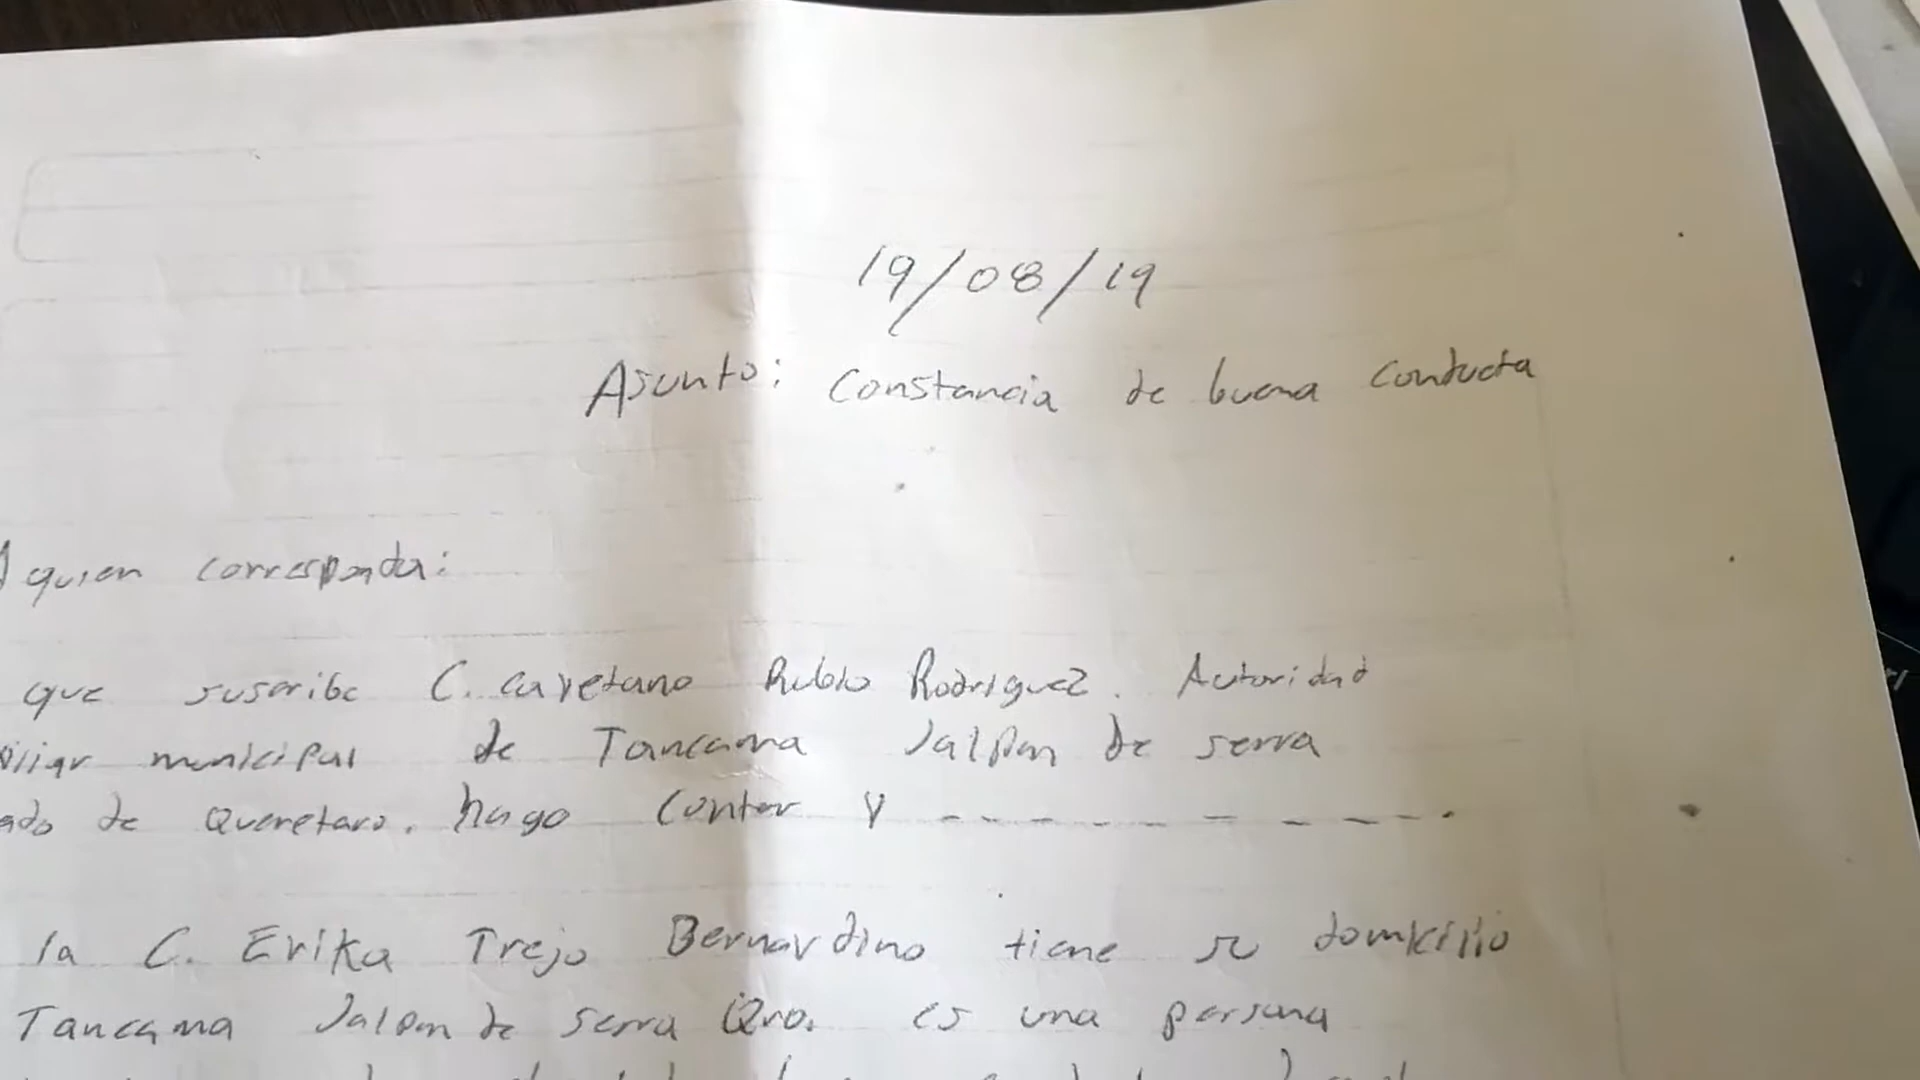 19/08/19
Asunto: Constancia de buena conducta
A quien corresponda:
que suscribe C. Cayetano Rubio Rodriguez. Autoridad
municipal de Tancama Jalpan de serra
ado de Queretaro. hago contar y ----------.
la C. Erika Trejo Bernardino tiene su domicilio
Tancama Jalpan de serra Qro. es una persona